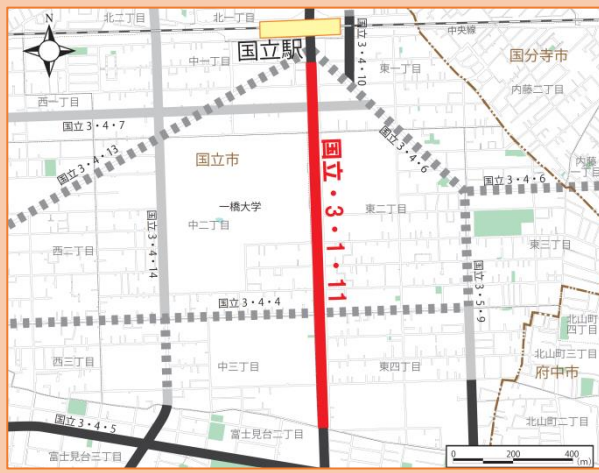 N
北二丁目
北一丁目
国立駅
国立3・4・10
中央線
国分寺市
中一丁目
東一丁目
内藤二丁目
西一丁目
国立3・4・7
国立3・4・13
国立市
国立3・4・6
内藤
一丁目
国立3・4・6
一橋大学
中二丁目
国立・3・1・11
東二丁目
西二丁目
国立3・4・14
東三丁目
国立3・5・9
国立3・4・4
北山町
四丁目
西三丁目
中三丁目
東四丁目
北山町三丁目
府中市
国立3・4・5
富士見台二丁目
北山町二丁目
富士見台三丁目
0 200 400
(m)